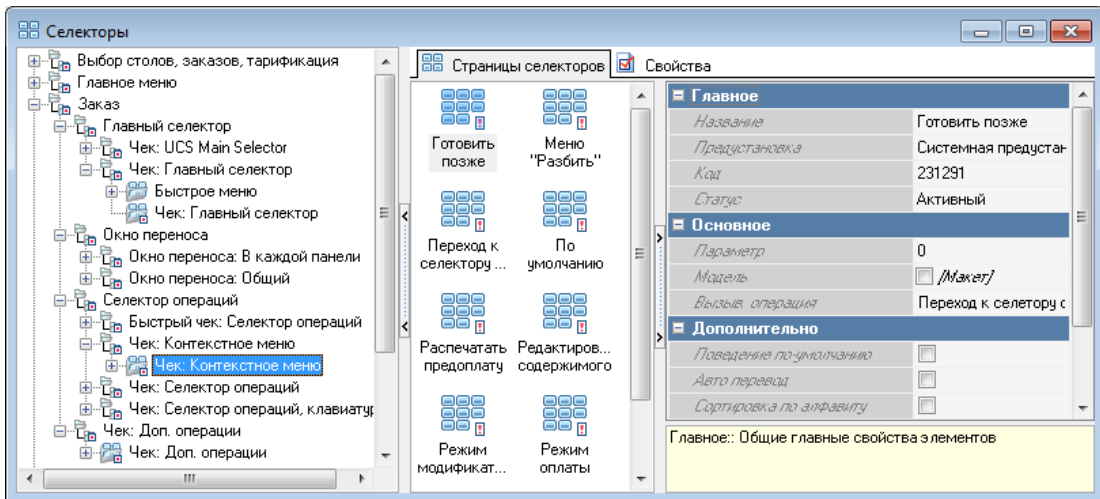 Селекторы
Выбор столов, заказов, тарификация
Главное меню
Заказ
Главный селектор
Чек: UCS Main Selector
Чек: Главный селектор
Быстрое меню
Чек: Главный селектор
Окно переноса
Окно переноса: В каждой панели
Окно переноса: Общий
Селектор операций
Быстрый чек: Селектор операций
Чек: Контекстное меню
Чек: Контекстное меню
Чек: Селектор операций
Чек: Селектор операций, клавиатур
Чек: Доп. операции
Чек: Доп. операции
Страницы селекторов
Свойства
Готовить
позже
Меню
"Разбить"
Переход к
селектору ...
По
умолчанию
Распечатать
предоплату
Редактиров...
содержимого
Режим
модификат...
Режим
оплаты
Главное
Название Готовить позже
Предустановка Системная предустан
Код 231291
Статус Активный
Основное
Параметр 0
Модель [Макет]
Вызыв. операция Переход к селетору с
Дополнительно
Поведение по-умолчанию
Авто перевод
Сортировка по алфавиту
Главное:: Общие главные свойства элементов